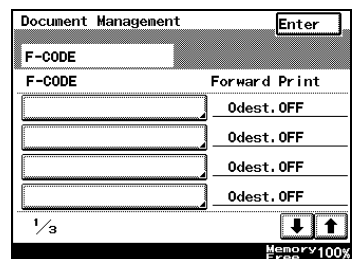 Document Management Enter
F-CODE
F-CODE Forward Print
0dest. OFF
0dest. OFF
0dest. OFF
0dest. OFF
1/3
Memory 100%
Free